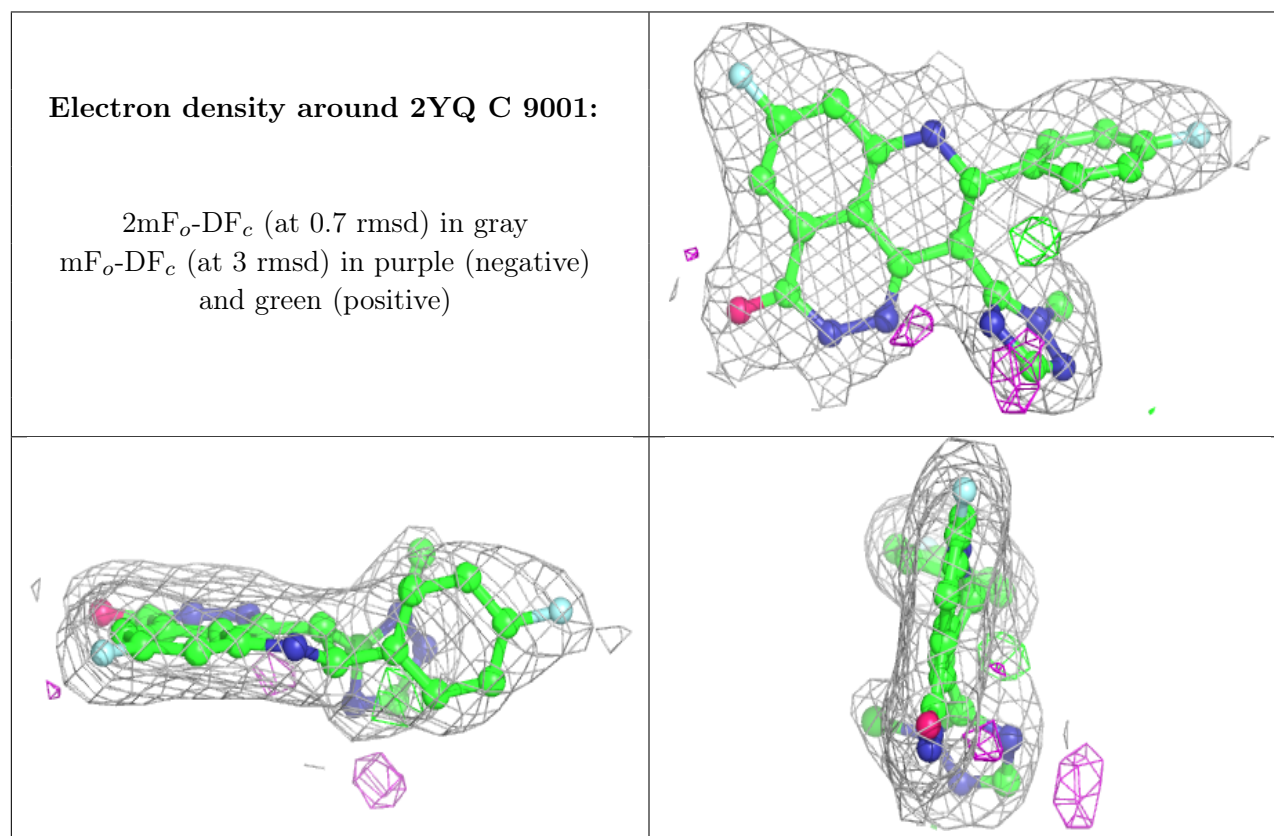 Electron density around 2YQ C 9001:
2mFo-DFc (at 0.7 rmsd) in gray
mFo-DFc (at 3 rmsd) in purple (negative)
and green (positive)